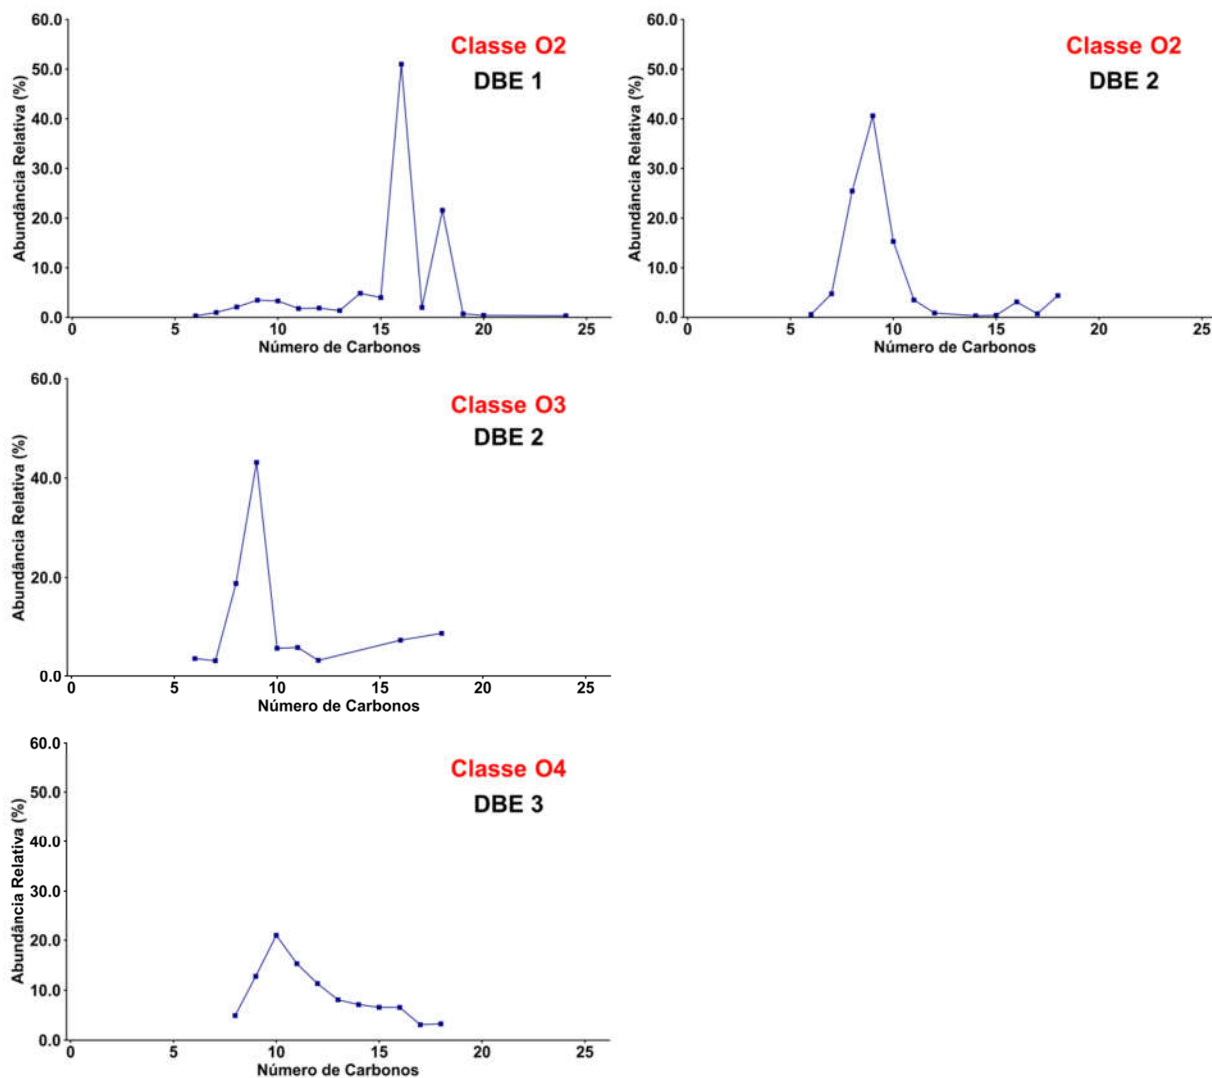 60.0
50.0
40.0
30.0
20.0
10.0
0.0
Abundância Relativa (%)
Classe O2
DBE 1
0 5 10 15 20 25
Número de Carbonos
60.0
50.0
40.0
30.0
20.0
10.0
0.0
Abundância Relativa (%)
Classe O2
DBE 2
0 5 10 15 20 25
Número de Carbonos
60.0
40.0
20.0
0.0
Abundância Relativa (%)
Classe O3
DBE 2
0 5 10 15 20 25
Número de Carbonos
60.0
50.0
40.0
30.0
20.0
10.0
0.0
Abundância Relativa (%)
Classe O4
DBE 3
0 5 10 15 20 25
Número de Carbonos